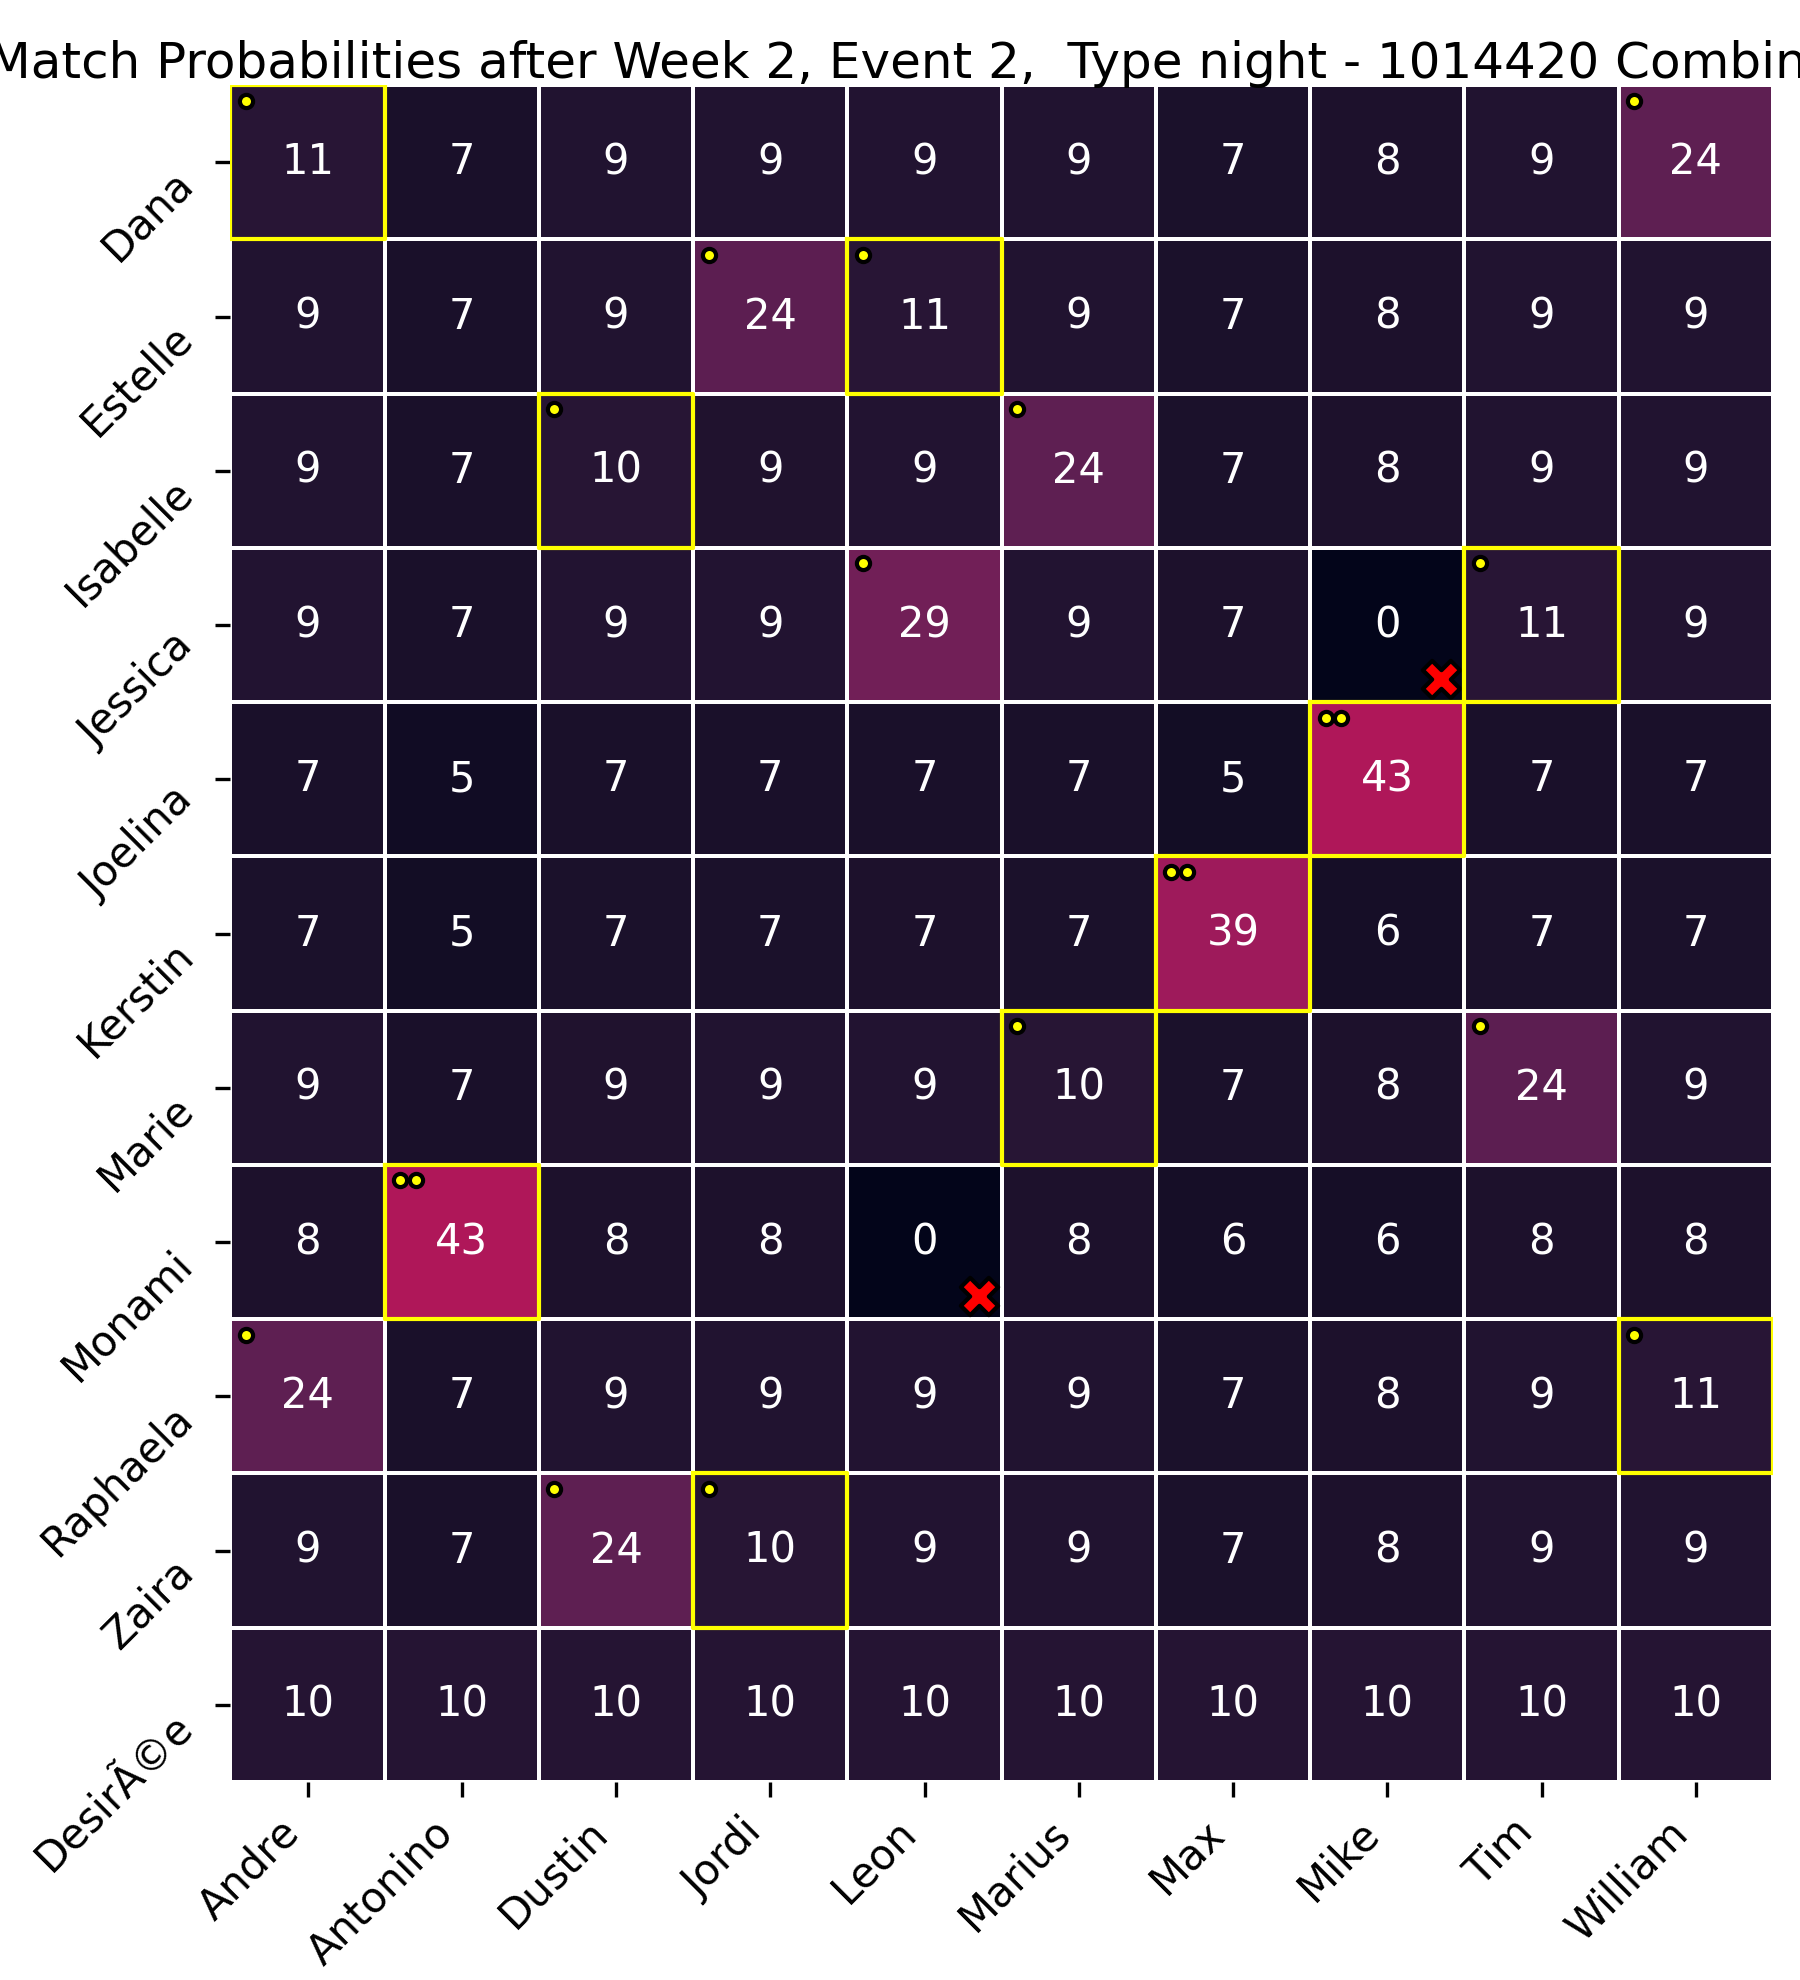 Match Probabilities after Week 2, Event 2,  Type night - 1014420 Combin
Dana 11 7 9 9 9 9 7 8 9 24
Estelle 9 7 9 24 11 9 7 8 9 9
Isabelle 9 7 10 9 9 24 7 8 9 9
Jessica 9 7 9 9 29 9 7 0 11 9
Joelina 7 5 7 7 7 7 5 43 7 7
Kerstin 7 5 7 7 7 7 39 6 7 7
Marie 9 7 9 9 9 10 7 8 24 9
Monami 8 43 8 8 0 8 6 6 8 8
Raphaela 24 7 9 9 9 9 7 8 9 11
Zaira 9 7 24 10 9 9 7 8 9 9
DesirÃ©e 10 10 10 10 10 10 10 10 10 10
Andre Antonino Dustin Jordi Leon Marius Max Mike Tim William